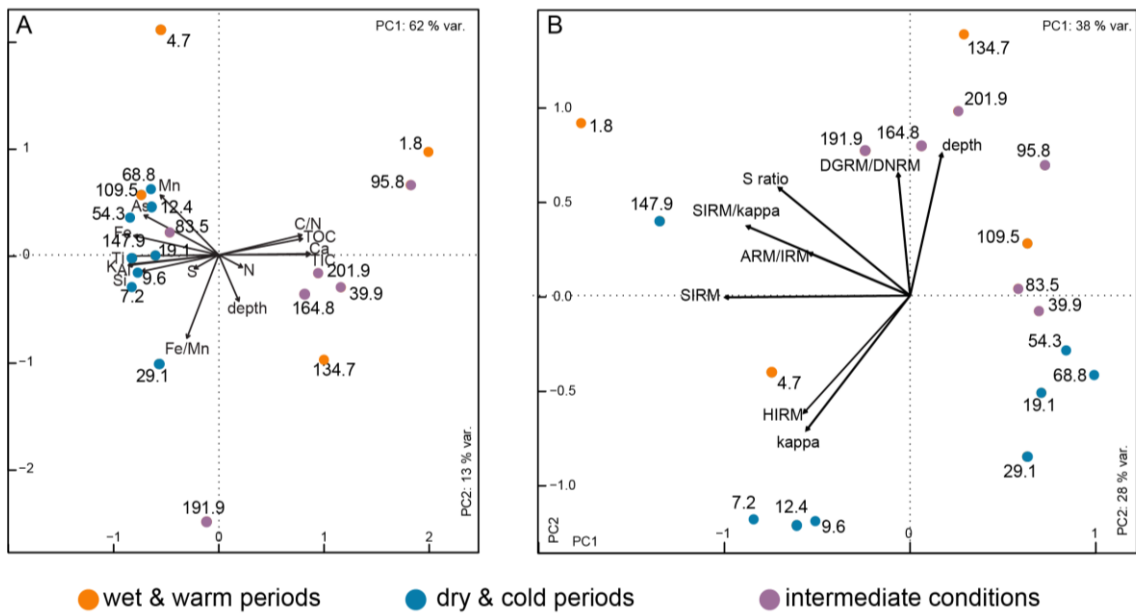 A
PC1: 62 % var.
4.7
2
1
1.8
95.8
68.8
Mn
109.5
As
12.4
54.3
83.5
Fe
C/N
TOC
147.9
19.1
Ca
0
Ti
TIC
K
Al
S
N
201.9
Si
9.6
7.2
depth
164.8
39.9
Fe/Mn
−1
29.1
134.7
−2
191.9
PC2: 13 % var.
−1
0
1
2
B
PC1: 38 % var.
134.7
1.0
201.9
1.8
191.9
164.8
depth
95.8
DGRM/DNRM
S ratio
0.5
147.9
SIRM/kappa
109.5
ARM/IRM
83.5
SIRM
0.0
39.9
54.3
4.7
68.8
−0.5
19.1
HIRM
kappa
29.1
−1.0
7.2
12.4
9.6
PC2: 28 % var.
PC2
PC1
−1
0
1
wet & warm periods
dry & cold periods
intermediate conditions